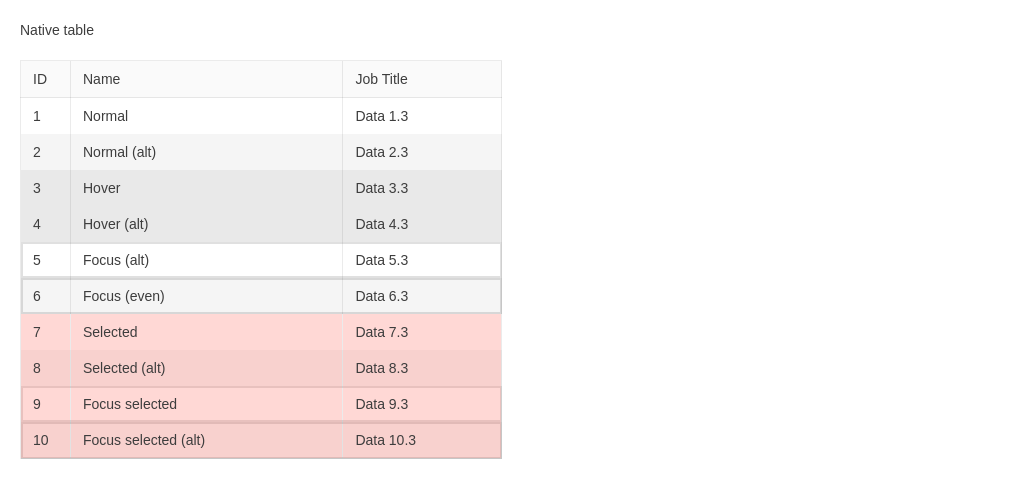 Native table
ID Name Job Title
1 Normal Data 1.3
2 Normal (alt) Data 2.3
3 Hover Data 3.3
4 Hover (alt) Data 4.3
5 Focus (alt) Data 5.3
6 Focus (even) Data 6.3
7 Selected Data 7.3
8 Selected (alt) Data 8.3
9 Focus selected Data 9.3
10 Focus selected (alt) Data 10.3